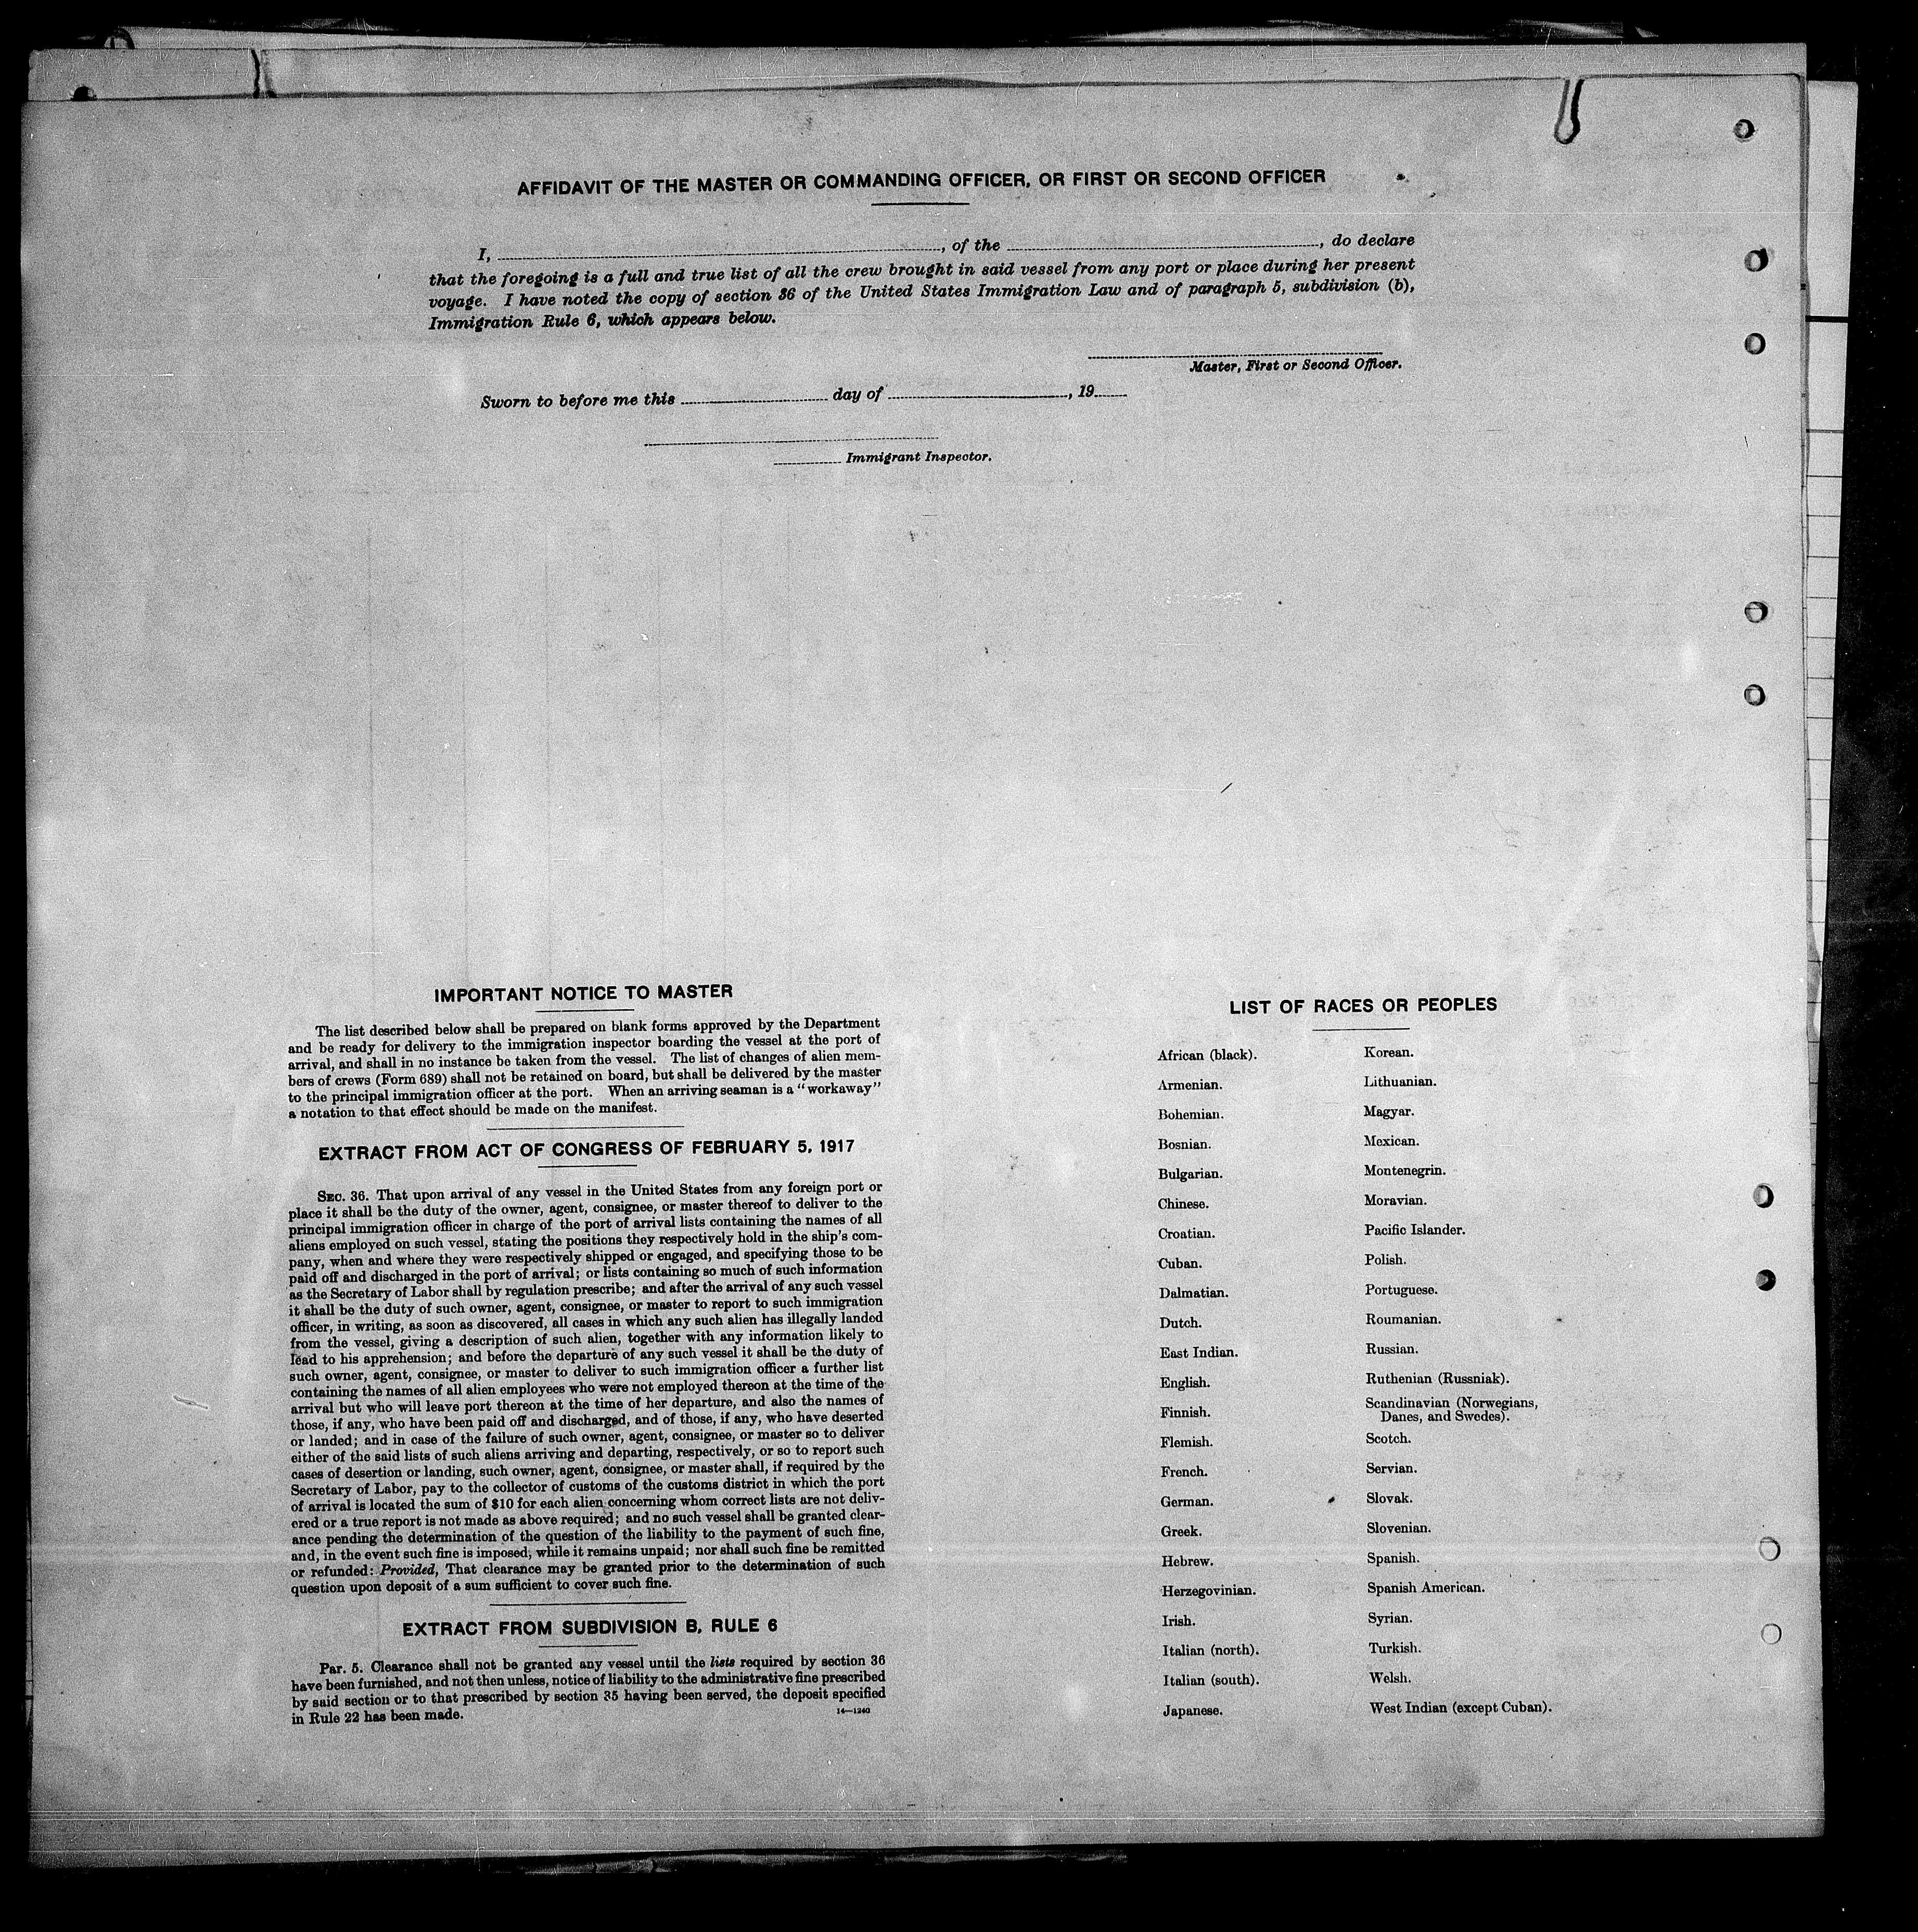 AFFIDAVIT OF THE MASTER OR COMMANDING OFFICER, OR FIRST OR SECOND OFFICER
I, , of the , do declare
that the foregoing is a full and true list of all the crew brought in said vessel from any port or place during her present
voyage. I have noted the copy of section 36 of the United States Immigration Law and of paragraph 5, subdivision (b),
Immigration Rule 6, which appears below.
Master, First or Second Officer.
Sworn to before me this day of , 19
Immigrant Inspector.
IMPORTANT NOTICE TO MASTER
The list described below shall be prepared on blank forms approved by the Department
and be ready for delivery to the immigration inspector boarding the vessel at the port of
arrival, and shall in no instance be taken from the vessel. The list of changes of alien mem-
bers of crews (Form 689) shall not be retained on board, but shall be delivered by the master
to the principal immigration officer at the port. When an arriving seaman is a "workaway"
a notation to that effect should be made on the manifest.
EXTRACT FROM ACT OF CONGRESS OF FEBRUARY 5, 1917
SEC. 36. That upon arrival of any vessel in the United States from any foreign port or
place it shall be the duty of the owner, agent, consignee, or master thereof to deliver to the
principal immigration officer in charge of the port of arrival lists containing the names of all
aliens employed on such vessel, stating the positions they respectively hold in the ship's com-
pany, when and where they were respectively shipped or engaged, and specifying those to be
paid off and discharged in the port of arrival; or lists containing so much of such information
as the Secretary of Labor shall by regulation prescribe; and after the arrival of any such vessel
it shall be the duty of such owner, agent, consignee, or master to report to such immigration
officer, in writing, as soon as discovered, all cases in which any such alien has illegally landed
from the vessel, giving a description of such alien, together with any information likely to
lead to his apprehension; and before the departure of any such vessel it shall be the duty of
such owner, agent, consignee, or master to deliver to such immigration officer a further list
containing the names of all alien employees who were not employed thereon at the time of the
arrival but who will leave port thereon at the time of her departure, and also the names of
those, if any, who have been paid off and discharged, and of those, if any, who have deserted
or landed; and in case of the failure of such owner, agent, consignee, or master so to deliver
either of the said lists of such aliens arriving and departing, respectively, or so to report such
cases of desertion or landing, such owner, agent, consignee, or master shall, if required by the
Secretary of Labor, pay to the collector of customs of the customs district in which the port
of arrival is located the sum of $10 for each alien concerning whom correct lists are not deliv-
ered or a true report is not made as above required; and no such vessel shall be granted clear-
ance pending the determination of the question of the liability to the payment of such fine,
and, in the event such fine is imposed, while it remains unpaid; nor shall such fine be remitted
or refunded: Provided, That clearance may be granted prior to the determination of such
question upon deposit of a sum sufficient to cover such fine.
EXTRACT FROM SUBDIVISION B, RULE 6
Par. 5. Clearance shall not be granted any vessel until the lists required by section 36
have been furnished, and not then unless, notice of liability to the administrative fine prescribed
by said section or to that prescribed by section 35 having been served, the deposit specified
in Rule 22 has been made.
14—1240
LIST OF RACES OR PEOPLES
African (black).
Armenian.
Bohemian.
Bosnian.
Bulgarian.
Chinese.
Croatian.
Cuban.
Dalmatian.
Dutch.
East Indian.
English.
Finnish.
Flemish.
French.
German.
Greek.
Hebrew.
Herzegovinian.
Irish.
Italian (north).
Italian (south).
Japanese.
Korean.
Lithuanian.
Magyar.
Mexican.
Montenegrin.
Moravian.
Pacific Islander.
Polish.
Portuguese.
Roumanian.
Russian.
Ruthenian (Russniak).
Scandinavian (Norwegians,
Danes, and Swedes).
Scotch.
Servian.
Slovak.
Slovenian.
Spanish.
Spanish American.
Syrian.
Turkish.
Welsh.
West Indian (except Cuban).